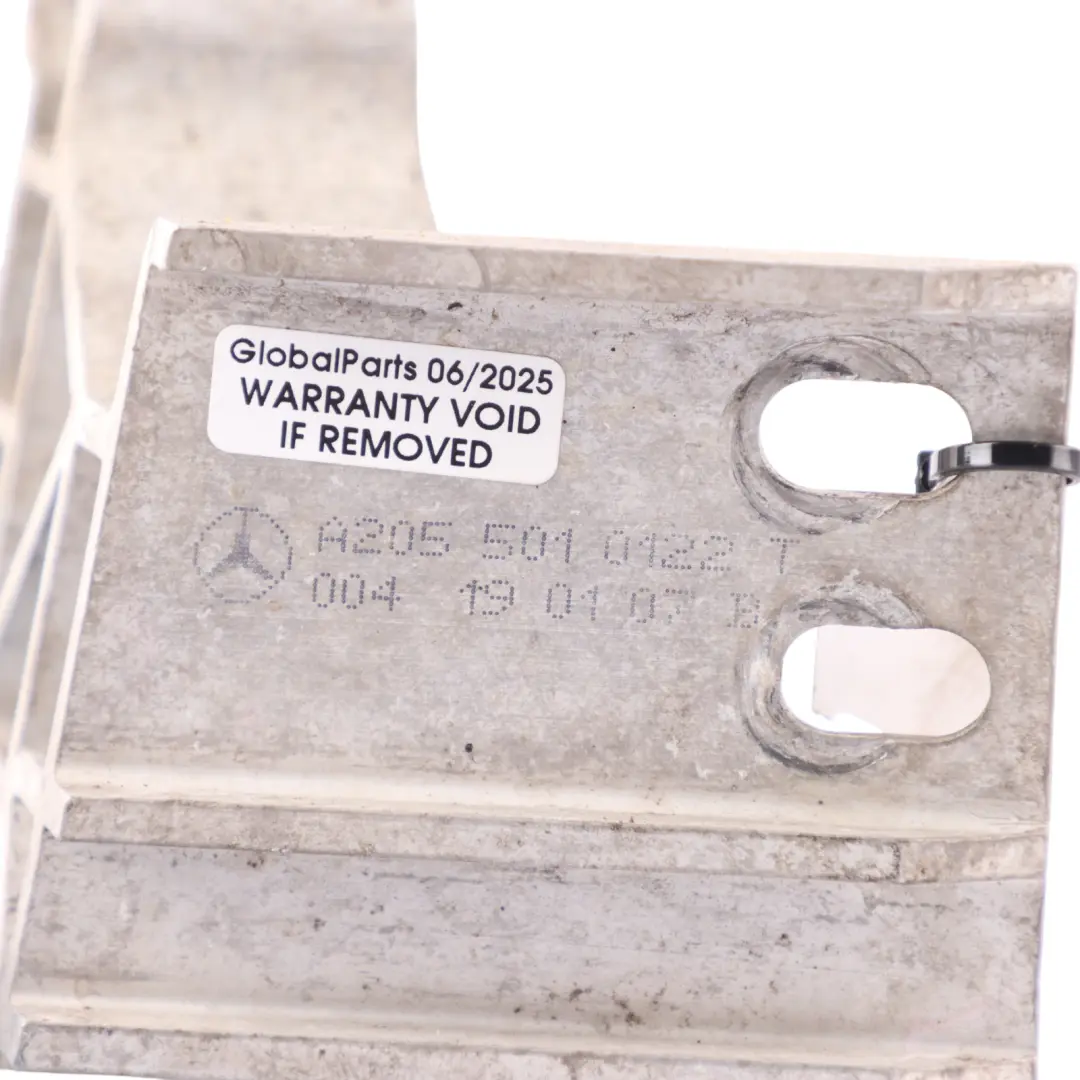 GlobalParts 06/2025
WARRANTY VOID
IF REMOVED
A205 501 0122 T
004 19 01 07 B